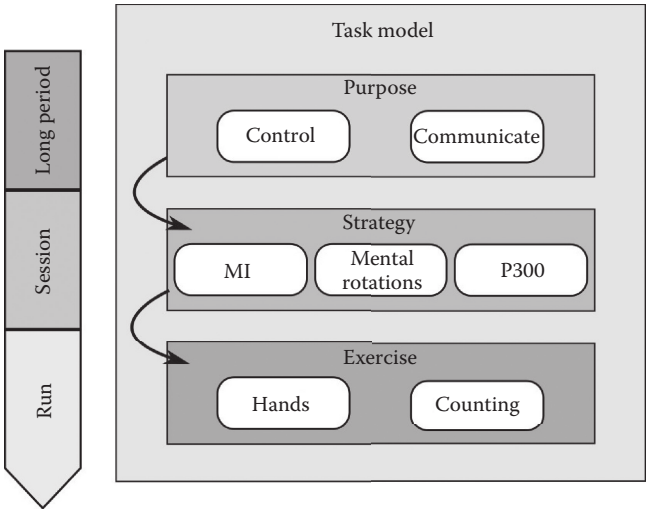 Task model
Long period
Session
Run
Purpose
Control
Communicate
Strategy
MI
Mental
rotations
P300
Exercise
Hands
Counting